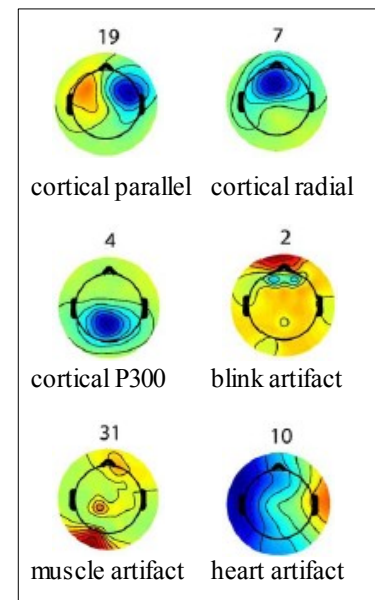 19 7
cortical parallel cortical radial
4 2
cortical P300 blink artifact
31 10
muscle artifact heart artifact